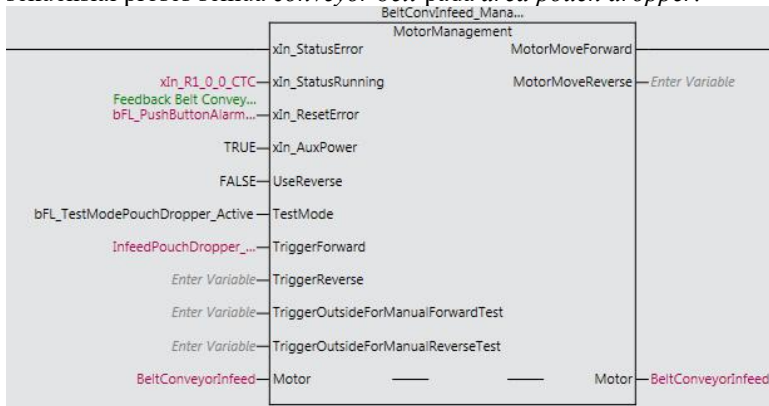 BeltConvInfeed_Mana...
MotorManagement
xIn_StatusError MotorMoveForward
xIn_R1_0_0_CTC xIn_StatusRunning MotorMoveReverse Enter Variable
Feedback Belt Convey...
bFL_PushButtonAlarm... xIn_ResetError
TRUE xIn_AuxPower
FALSE UseReverse
bFL_TestModePouchDropper_Active TestMode
InfeedPouchDropper_... TriggerForward
Enter Variable TriggerReverse
Enter Variable TriggerOutsideForManualForwardTest
Enter Variable TriggerOutsideForManualReverseTest
BeltConveyorInfeed Motor Motor BeltConveyorInfeed